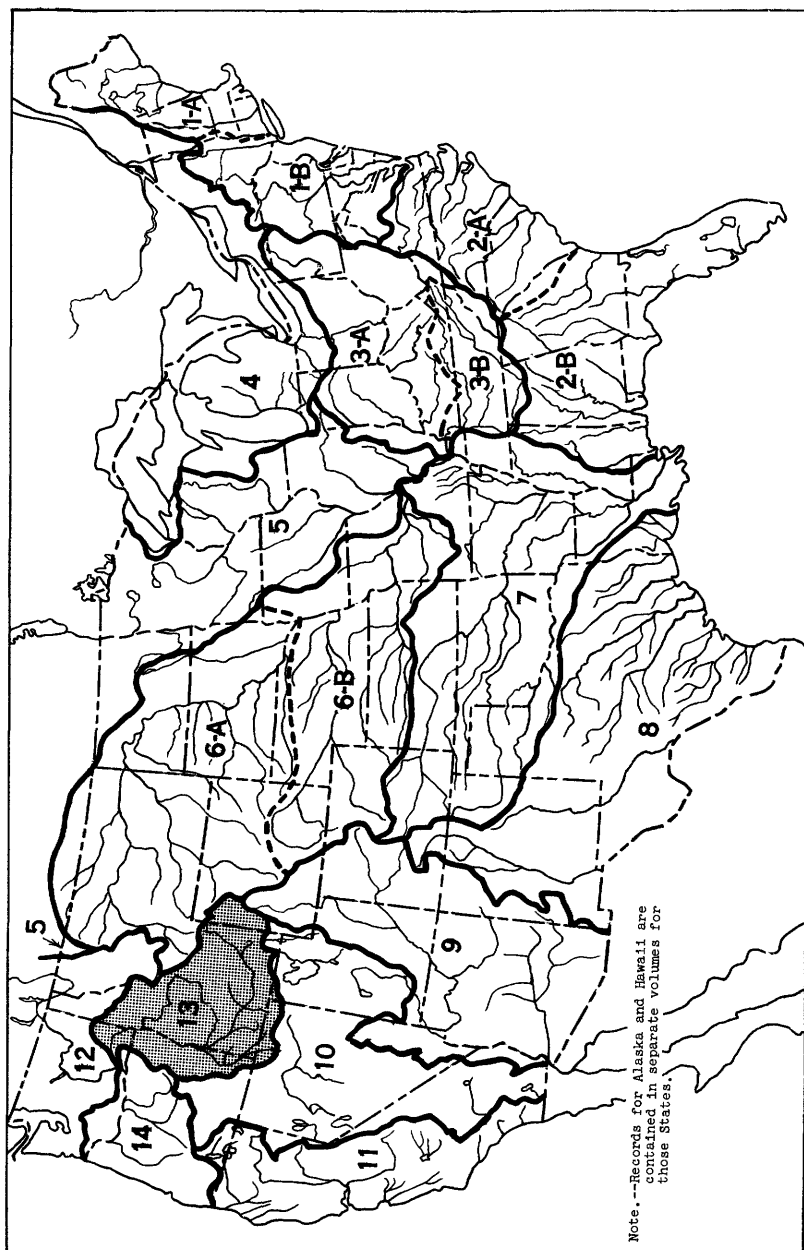 1-A
1-B
2-A
2-B
3-A
3-B
4
5
5
6-A
6-B
7
8
9
10
11
12
13
14
Note.--Records for Alaska and Hawaii are
contained in separate volumes for
those States.